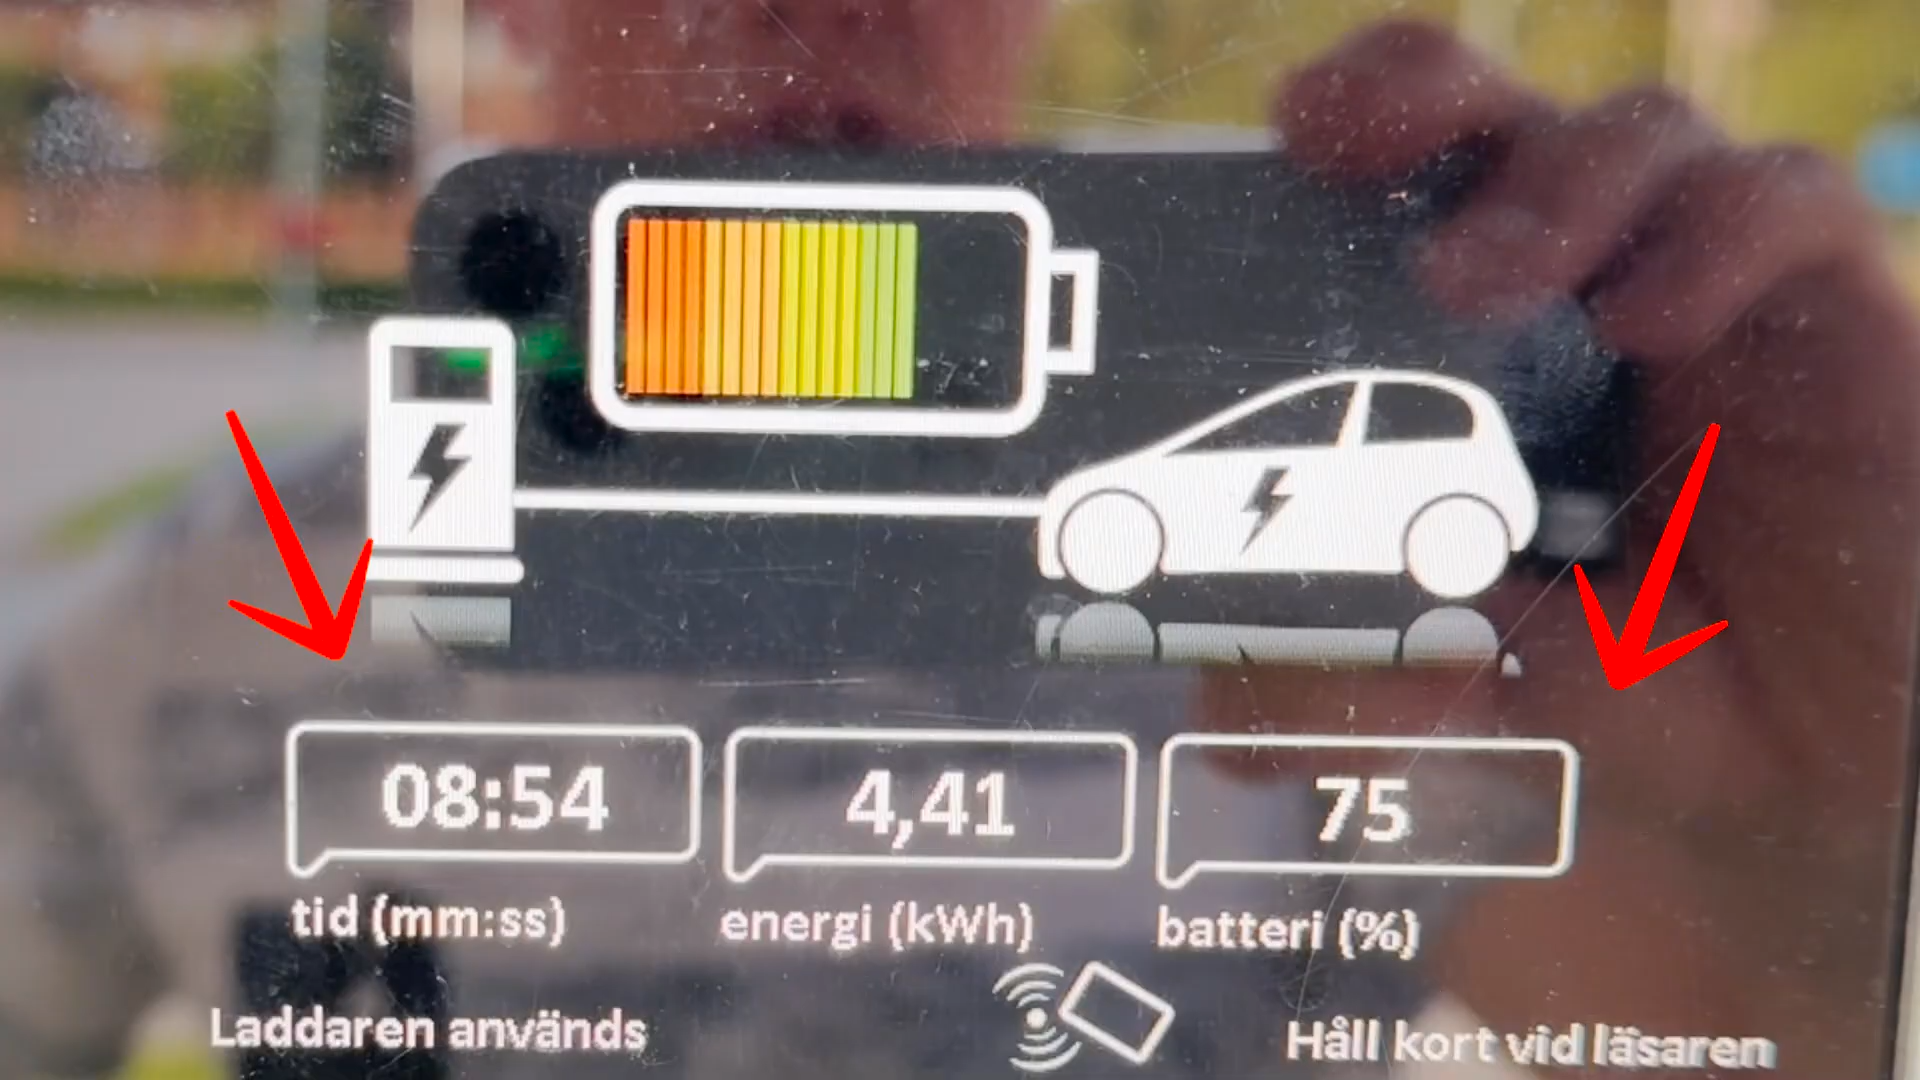 08:54 4,41 75
tid (mm:ss) energi (kWh) batteri (%)
Laddaren används Håll kort vid läsaren